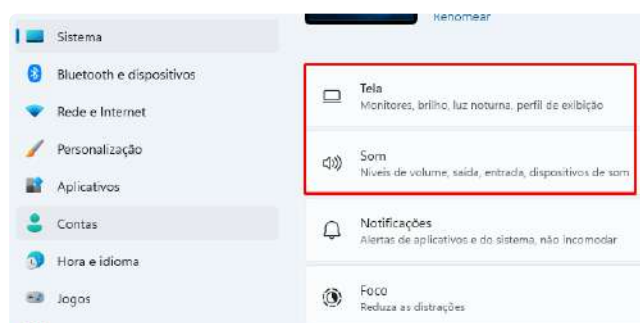 Renomear
Sistema
Bluetooth e dispositivos
Rede e Internet
Personalização
Aplicativos
Contas
Hora e idioma
Jogos
Tela
Monitores, brilho, luz noturna, perfil de exibição
Som
Níveis de volume, saída, entrada, dispositivos de som
Notificações
Alertas de aplicativos e do sistema, não incomodar
Foco
Reduza as distrações